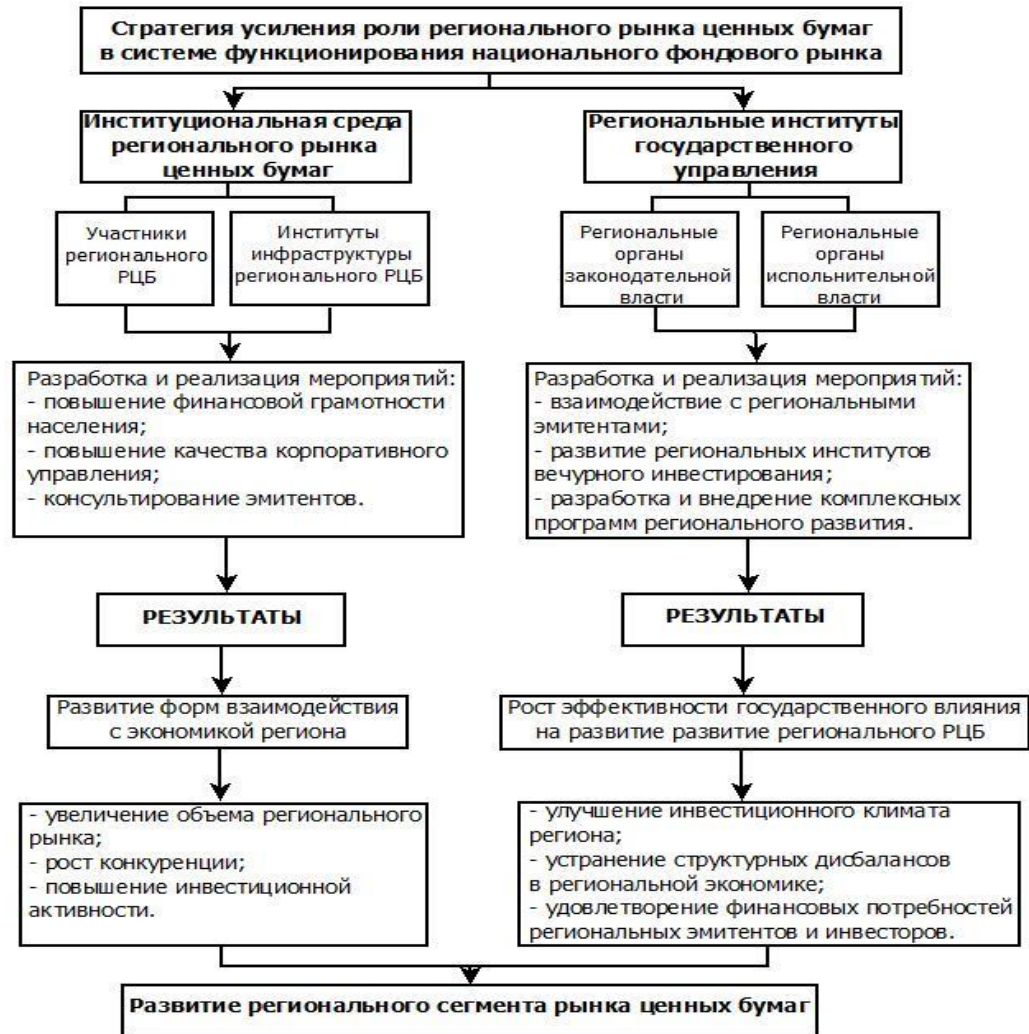 Стратегия усиления роли регионального рынка ценных бумаг
в системе функционирования национального фондового рынка
Институциональная среда
регионального рынка
ценных бумаг
Региональные институты
государственного
управления
Участники
регионального
РЦБ
Институты
инфраструктуры
регионального РЦБ
Региональные
органы
законодательной
власти
Региональные
органы
испольнительной
власти
Разработка и реализация мероприятий:
- повышение финансовой грамотности
населения;
- повышение качества корпоративного
управления;
- консультирование эмитентов.
Разработка и реализация мероприятий:
- взаимодействие с региональными
эмитентами;
- развитие региональных институтов
вечурного инвестирования;
- разработка и внедрение комплексных
программ регионального развития.
РЕЗУЛЬТАТЫ
РЕЗУЛЬТАТЫ
Развитие форм взаимодействия
с экономикой региона
Рост эффективности государственного влияния
на развитие развитие регионального РЦБ
- увеличение объема регионального
рынка;
- рост конкуренции;
- повышение инвестиционной
активности.
- улучшение инвестиционного климата
региона;
- устранение структурных дисбалансов
в региональной экономике;
- удовлетворение финансовых потребностей
региональных эмитентов и инвесторов.
Развитие регионального сегмента рынка ценных бумаг